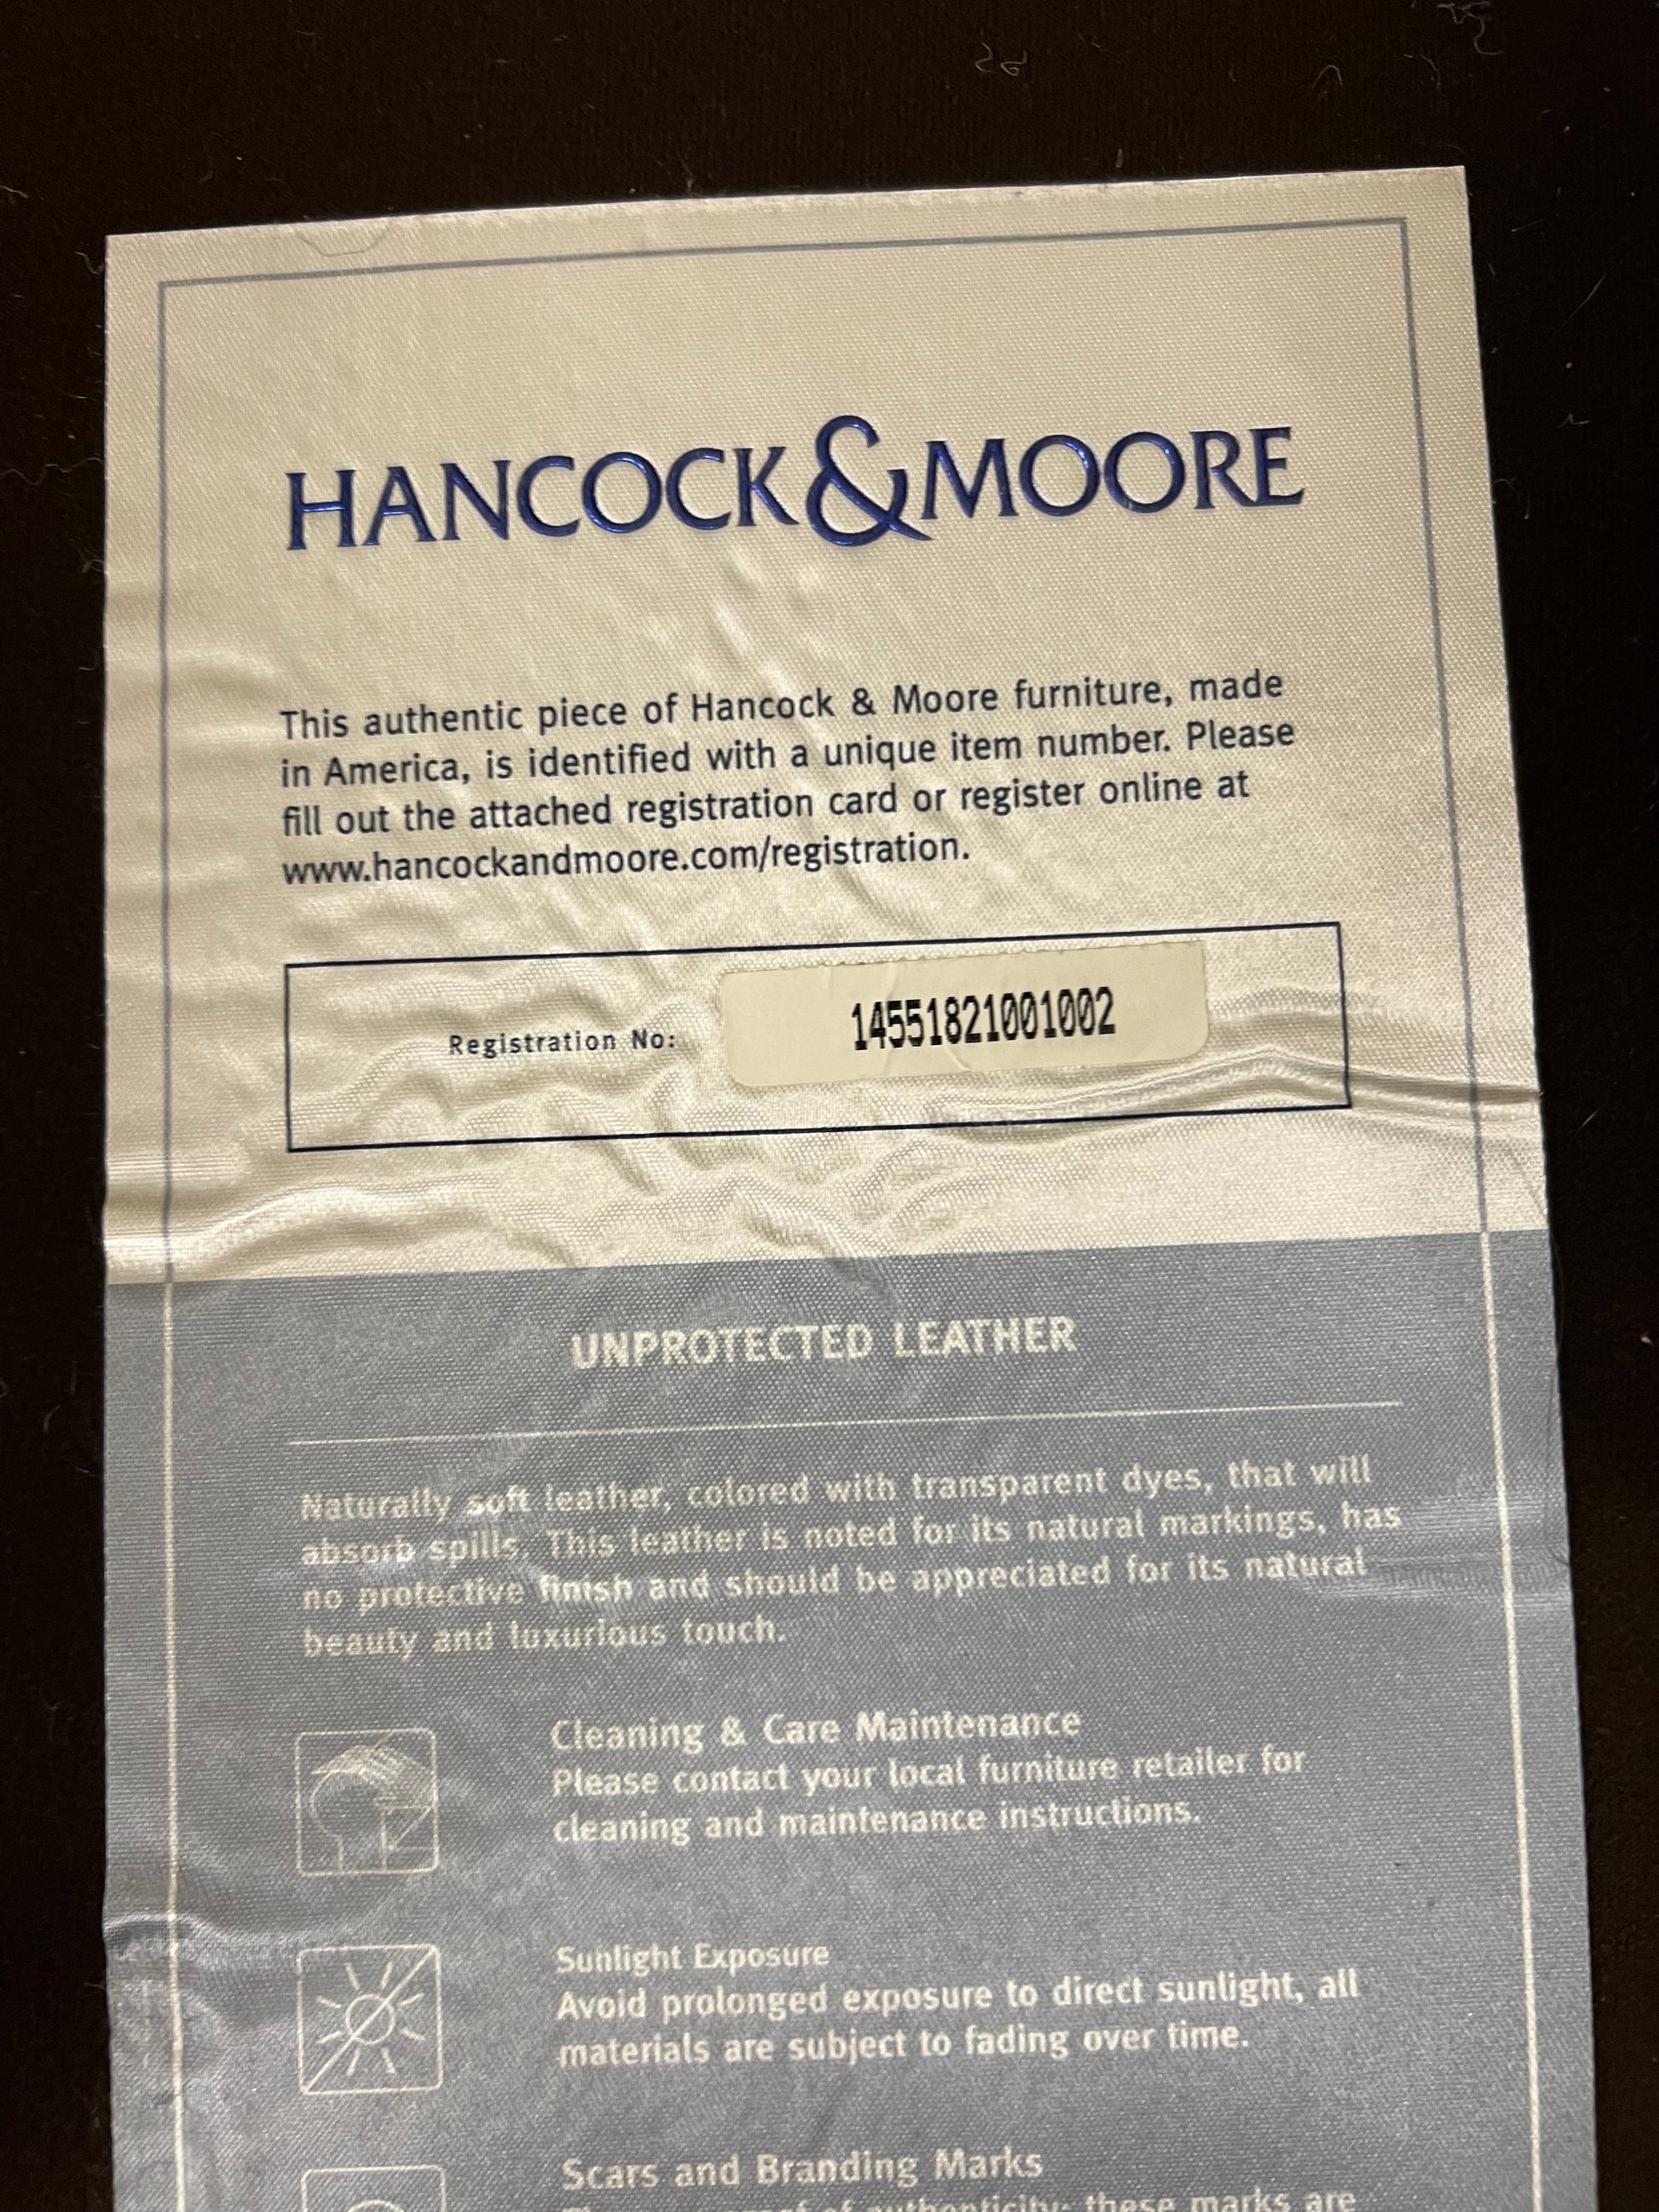 HANCOCK&MOORE
This authentic piece of Hancock & Moore furniture, made
in America, is identified with a unique item number. Please
fill out the attached registration card or register online at
www.hancockandmoore.com/registration.
Registration No: 14551821001002
UNPROTECTED LEATHER
Naturally soft leather, colored with transparent dyes, that will
absorb spills. This leather is noted for its natural markings, has
no protective finish and should be appreciated for its natural
beauty and luxurious touch.
Cleaning & Care Maintenance
Please contact your local furniture retailer for
cleaning and maintenance instructions.
Sunlight Exposure
Avoid prolonged exposure to direct sunlight, all
materials are subject to fading over time.
Scars and Branding Marks
of authenticity; these marks are